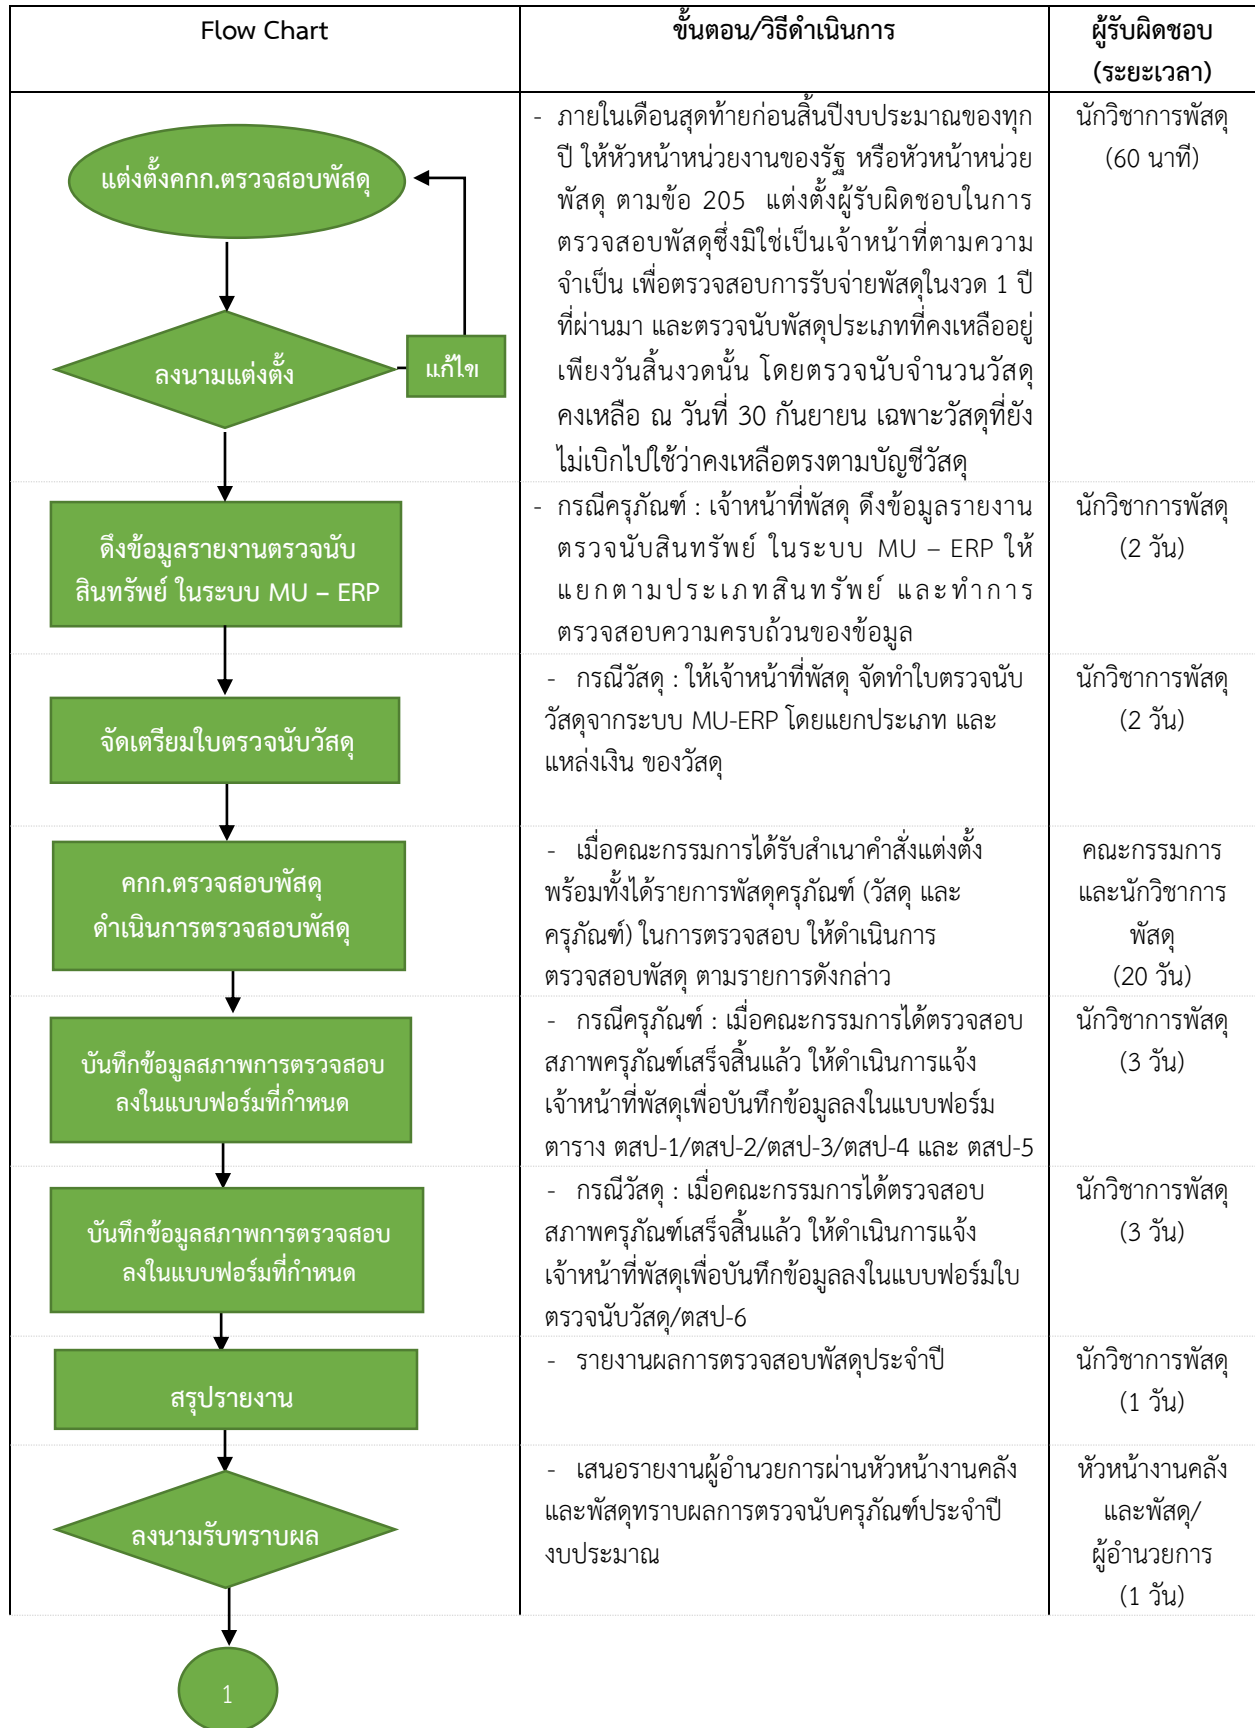 Flow Chart
ขั้นตอน/วิธีดำเนินการ
ผู้รับผิดชอบ
(ระยะเวลา)
แต่งตั้งคกก.ตรวจสอบพัสดุ
ลงนามแต่งตั้ง
แก้ไข
- ภายในเดือนสุดท้ายก่อนสิ้นปีงบประมาณของทุก
ปี ให้หัวหน้าหน่วยงานของรัฐ หรือหัวหน้าหน่วย
พัสดุ ตามข้อ 205 แต่งตั้งผู้รับผิดชอบในการ
ตรวจสอบพัสดุซึ่งมิใช่เป็นเจ้าหน้าที่ตามความ
จำเป็น เพื่อตรวจสอบการรับจ่ายพัสดุในงวด 1 ปี
ที่ผ่านมา และตรวจนับพัสดุประเภทที่คงเหลืออยู่
เพียงวันสิ้นงวดนั้น โดยตรวจนับจำนวนวัสดุ
คงเหลือ ณ วันที่ 30 กันยายน เฉพาะวัสดุที่ยัง
ไม่เบิกไปใช้ว่าคงเหลือตรงตามบัญชีวัสดุ
นักวิชาการพัสดุ
(60 นาที)
ดึงข้อมูลรายงานตรวจนับ
สินทรัพย์ ในระบบ MU – ERP
- กรณีครุภัณฑ์ : เจ้าหน้าที่พัสดุ ดึงข้อมูลรายงาน
ตรวจนับสินทรัพย์ ในระบบ MU – ERP ให้
แยกตามประเภทสินทรัพย์ และทำการ
ตรวจสอบความครบถ้วนของข้อมูล
นักวิชาการพัสดุ
(2 วัน)
จัดเตรียมใบตรวจนับวัสดุ
- กรณีวัสดุ : ให้เจ้าหน้าที่พัสดุ จัดทำใบตรวจนับ
วัสดุจากระบบ MU-ERP โดยแยกประเภท และ
แหล่งเงิน ของวัสดุ
นักวิชาการพัสดุ
(2 วัน)
คกก.ตรวจสอบพัสดุ
ดำเนินการตรวจสอบพัสดุ
- เมื่อคณะกรรมการได้รับสำเนาคำสั่งแต่งตั้ง
พร้อมทั้งได้รายการพัสดุครุภัณฑ์ (วัสดุ และ
ครุภัณฑ์) ในการตรวจสอบ ให้ดำเนินการ
ตรวจสอบพัสดุ ตามรายการดังกล่าว
คณะกรรมการ
และนักวิชาการ
พัสดุ
(20 วัน)
บันทึกข้อมูลสภาพการตรวจสอบ
ลงในแบบฟอร์มที่กำหนด
- กรณีครุภัณฑ์ : เมื่อคณะกรรมการได้ตรวจสอบ
สภาพครุภัณฑ์เสร็จสิ้นแล้ว ให้ดำเนินการแจ้ง
เจ้าหน้าที่พัสดุเพื่อบันทึกข้อมูลลงในแบบฟอร์ม
ตาราง ตสป-1/ตสป-2/ตสป-3/ตสป-4 และ ตสป-5
นักวิชาการพัสดุ
(3 วัน)
บันทึกข้อมูลสภาพการตรวจสอบ
ลงในแบบฟอร์มที่กำหนด
- กรณีวัสดุ : เมื่อคณะกรรมการได้ตรวจสอบ
สภาพครุภัณฑ์เสร็จสิ้นแล้ว ให้ดำเนินการแจ้ง
เจ้าหน้าที่พัสดุเพื่อบันทึกข้อมูลลงในแบบฟอร์มใบ
ตรวจนับวัสดุ/ตสป-6
นักวิชาการพัสดุ
(3 วัน)
สรุปรายงาน
- รายงานผลการตรวจสอบพัสดุประจำปี
นักวิชาการพัสดุ
(1 วัน)
ลงนามรับทราบผล
- เสนอรายงานผู้อำนวยการผ่านหัวหน้างานคลัง
และพัสดุทราบผลการตรวจนับครุภัณฑ์ประจำปี
งบประมาณ
หัวหน้างานคลัง
และพัสดุ/
ผู้อำนวยการ
(1 วัน)
1